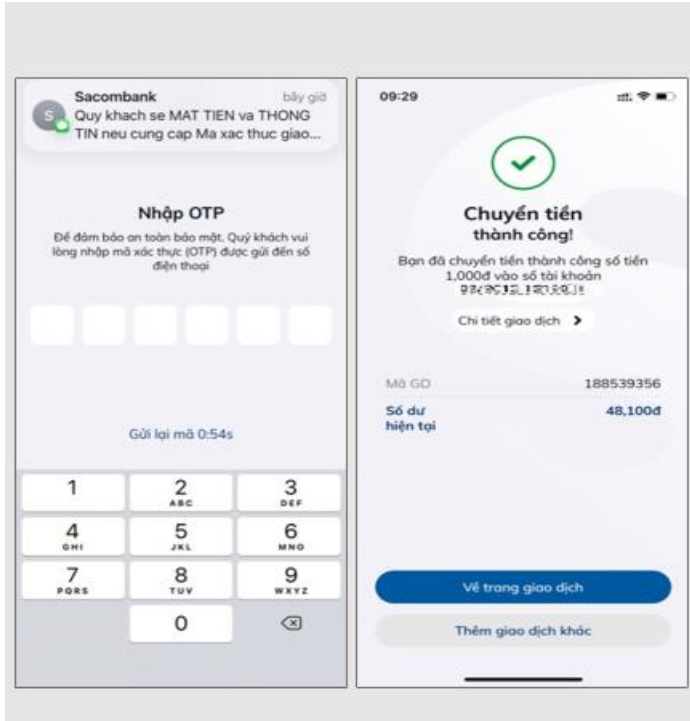 Sacombank bây giờ
S Quy khach se MAT TIEN va THONG
TIN neu cung cap Ma xac thuc giao...
Nhập OTP
Để đảm bảo an toàn bảo mật, Quý khách vui
lòng nhập mã xác thực (OTP) được gửi đến số
điện thoại
Gửi lại mã 0:54s
1 2 3
ABC DEF
4 5 6
GHI JKL MNO
7 8 9
PQRS TUV WXYZ
0
09:29
Chuyển tiền
thành công!
Bạn đã chuyển tiền thành công số tiền
1,000đ vào số tài khoản
Chi tiết giao dịch
Mã GD 188539356
Số dư 48,100đ
hiện tại
Về trang giao dịch
Thêm giao dịch khác